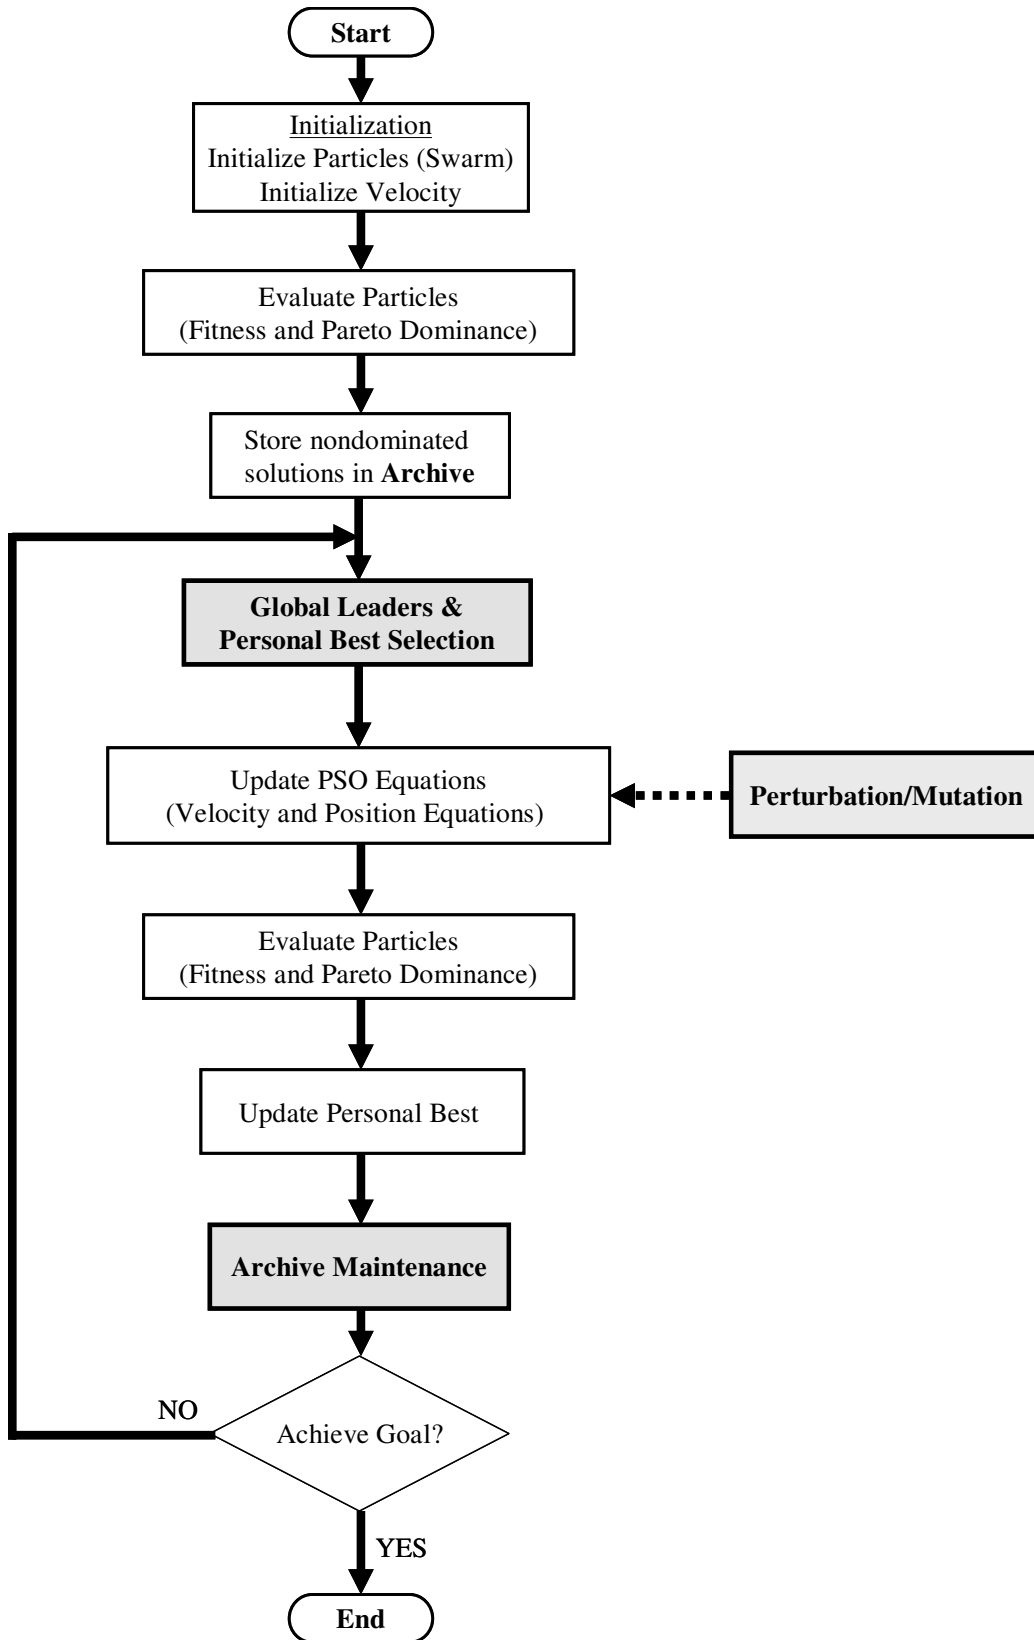 Start
Initialization
Initialize Particles (Swarm)
Initialize Velocity
Evaluate Particles
(Fitness and Pareto Dominance)
Store nondominated
solutions in Archive
Global Leaders &
Personal Best Selection
Update PSO Equations
(Velocity and Position Equations)
Perturbation/Mutation
Evaluate Particles
(Fitness and Pareto Dominance)
Update Personal Best
Archive Maintenance
NO
Achieve Goal?
YES
End